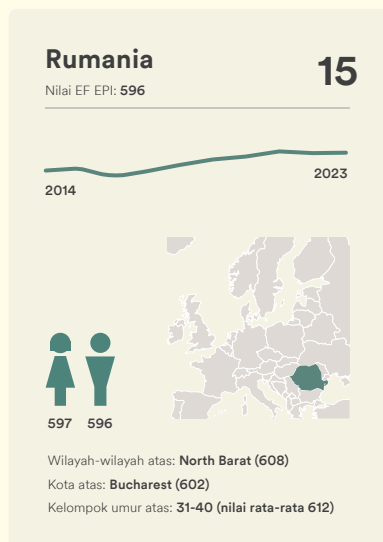 Rumania
15
Nilai EF EPI: 596
2023
2014
597 596
Wilayah-wilayah atas: North Barat (608)
Kota atas: Bucharest (602)
Kelompok umur atas: 31-40 (nilai rata-rata 612)